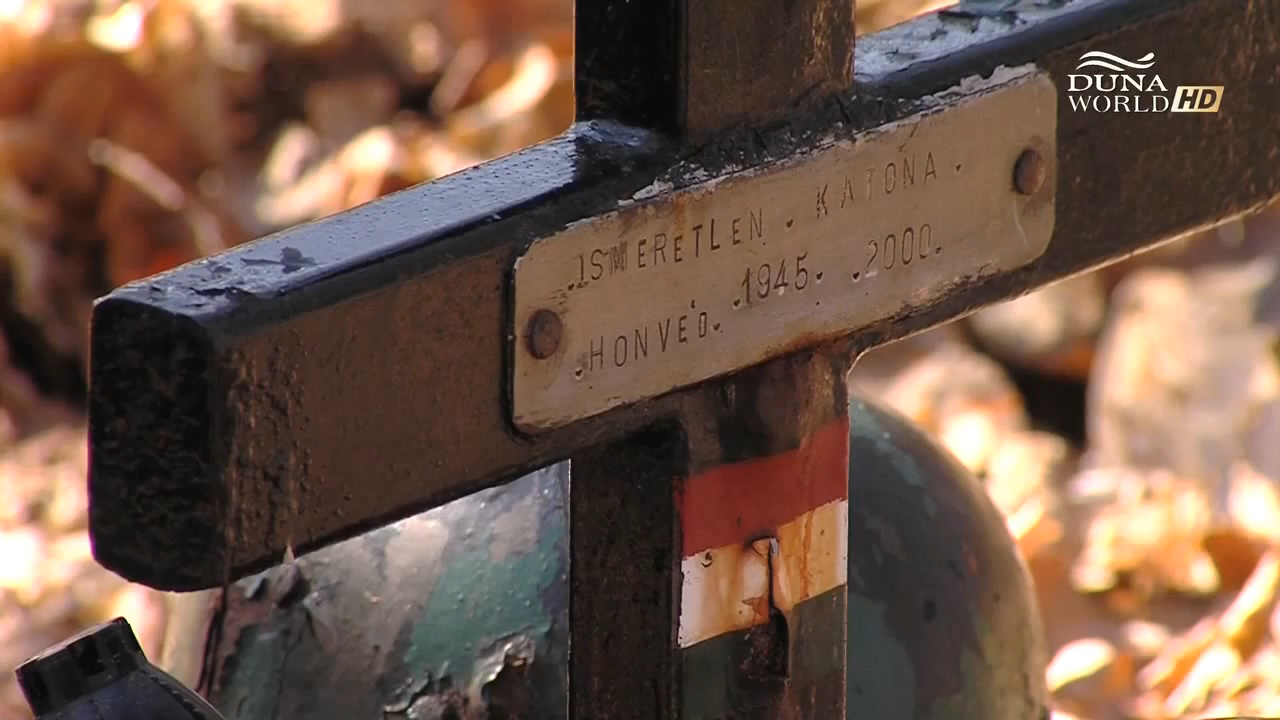 DUNA
WORLD HD
.ISMERETLEN . KATONA .
.HONVÉD. .1945. .2000.